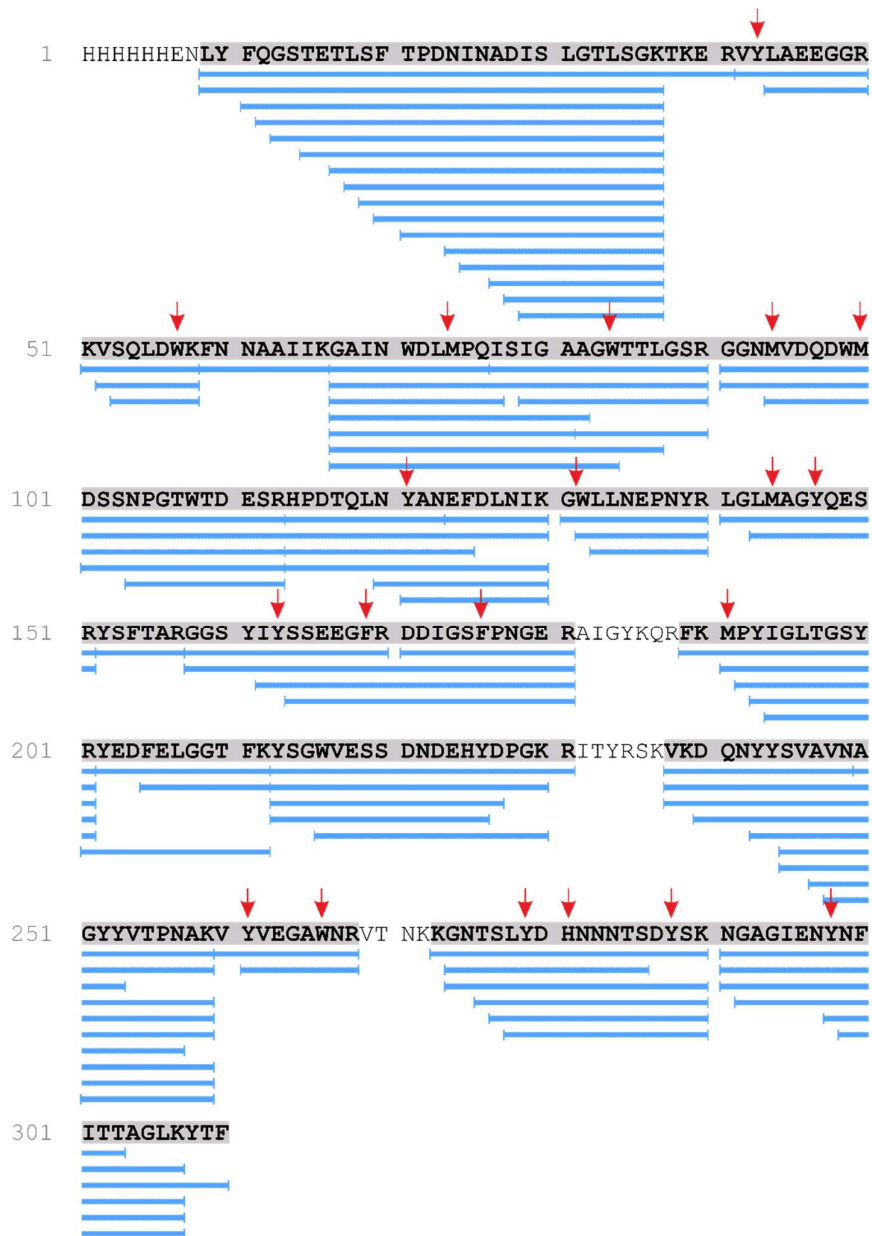 1 HHHHHHENLY FQGSTETLSF TPDNINADIS LGTLSGKTKE RVYLAEEGGR
51 KVSQLDWKFN NAAIIKGAIN WDLMPQISIG AAGWTTLGSR GGNMVDQDWM
101 DSSNPGTWTD ESRHPDTQLN YANEFDLNIK GWLLNEPNYR LGLMAGYQES
151 RYSFTARGGS YIYSSEEGFR DDIGSFPNGE RAIGYKQRFK MPYIGLTGSY
201 RYEDFELGGT FKYSGWVESS DNDEHYDPGK RITYRSKVKD QNYYSVAVNA
251 GYYVTPNAKV YVEGAWNRVT NKKGNTSLYD HNNNTSDYSK NGAGIENYNF
301 ITTAGLKYTF